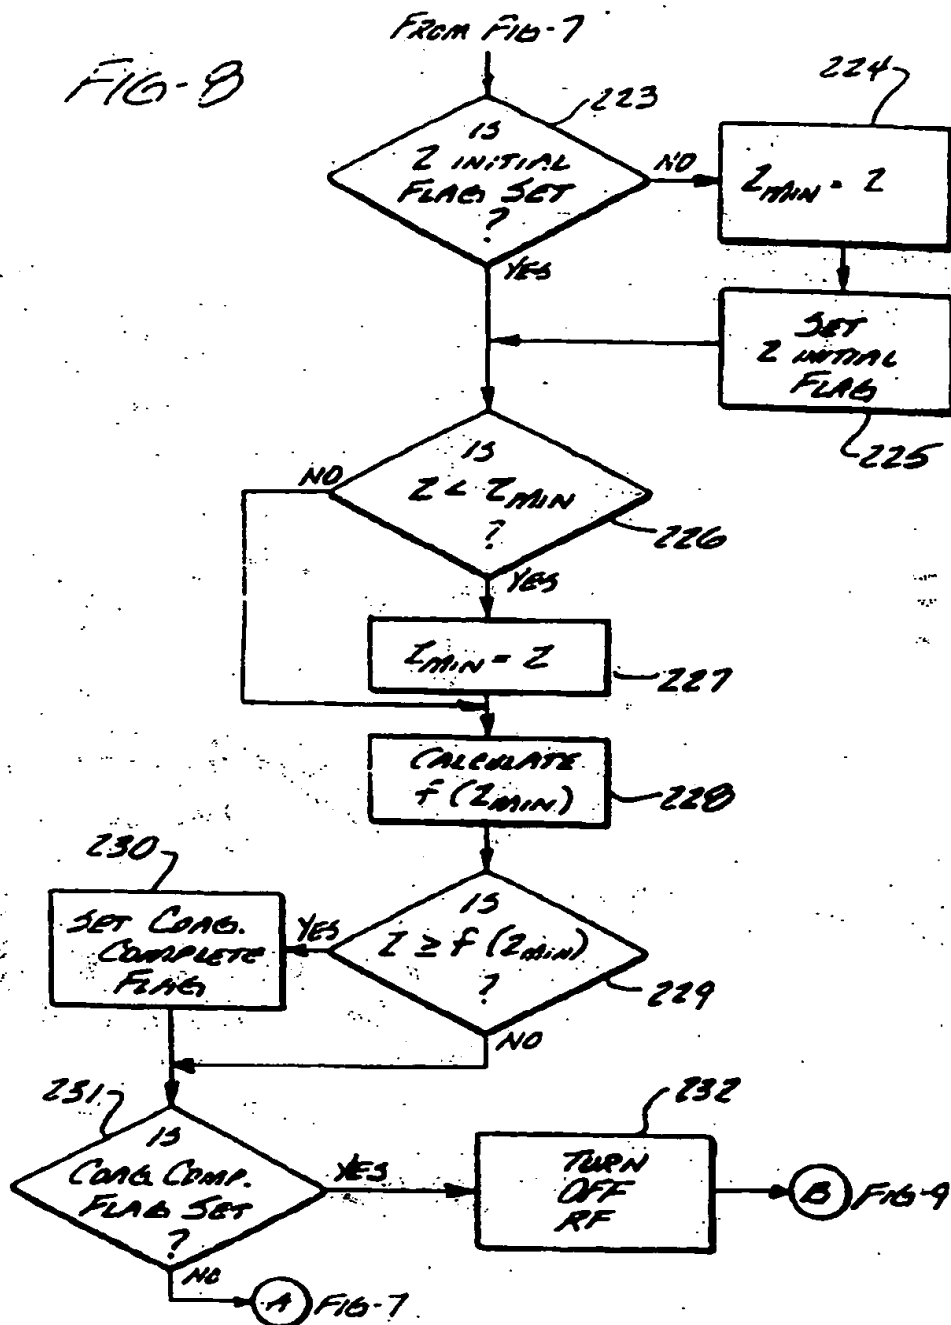 FROM FIG-7
FIG-8
223
224
IS
Z INITIAL
FLAG SET
?
NO
YES
ZMIN = Z
SET
Z INITIAL
FLAG
225
IS
Z < ZMIN
?
NO
226
YES
ZMIN = Z
227
CALCULATE
f (ZMIN)
228
230
SET COAG.
COMPLETE
FLAG
YES
IS
Z ≥ f (ZMIN)
?
229
NO
231
IS
COAG. COMP.
FLAG SET
?
YES
232
TURN
OFF
RF
B FIG-9
NO
A FIG-7